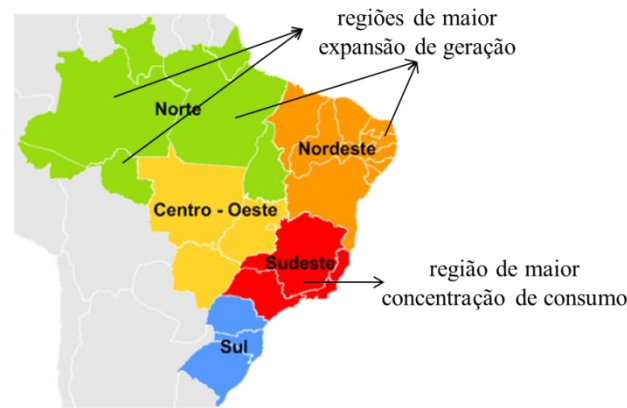 regiões de maior
expansão de geração
Norte
Nordeste
Centro - Oeste
Sudeste
região de maior
concentração de consumo
Sul